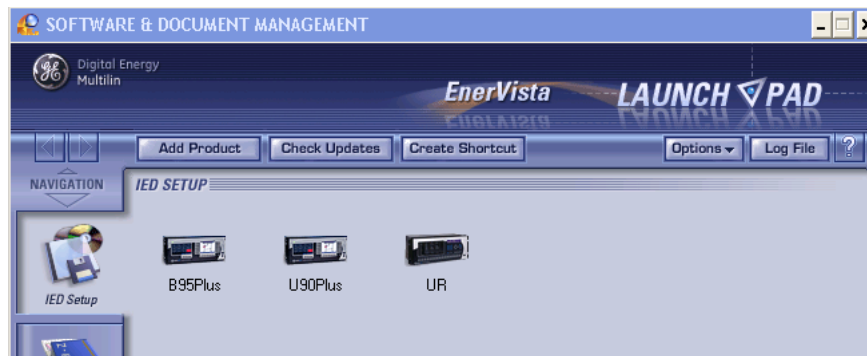 SOFTWARE & DOCUMENT MANAGEMENT
Digital Energy
Multilin
EnerVista LAUNCH PAD
Add Product Check Updates Create Shortcut Options Log File ?
NAVIGATION IED SETUP
B95Plus U90Plus UR
IED Setup